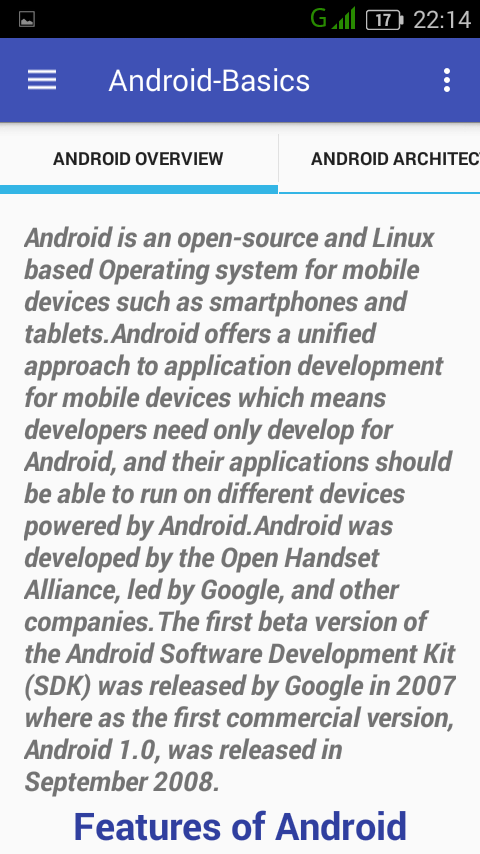 G 17 22:14
Android-Basics
ANDROID OVERVIEW ANDROID ARCHITEC
Android is an open-source and Linux
based Operating system for mobile
devices such as smartphones and
tablets.Android offers a unified
approach to application development
for mobile devices which means
developers need only develop for
Android, and their applications should
be able to run on different devices
powered by Android.Android was
developed by the Open Handset
Alliance, led by Google, and other
companies.The first beta version of
the Android Software Development Kit
(SDK) was released by Google in 2007
where as the first commercial version,
Android 1.0, was released in
September 2008.
Features of Android